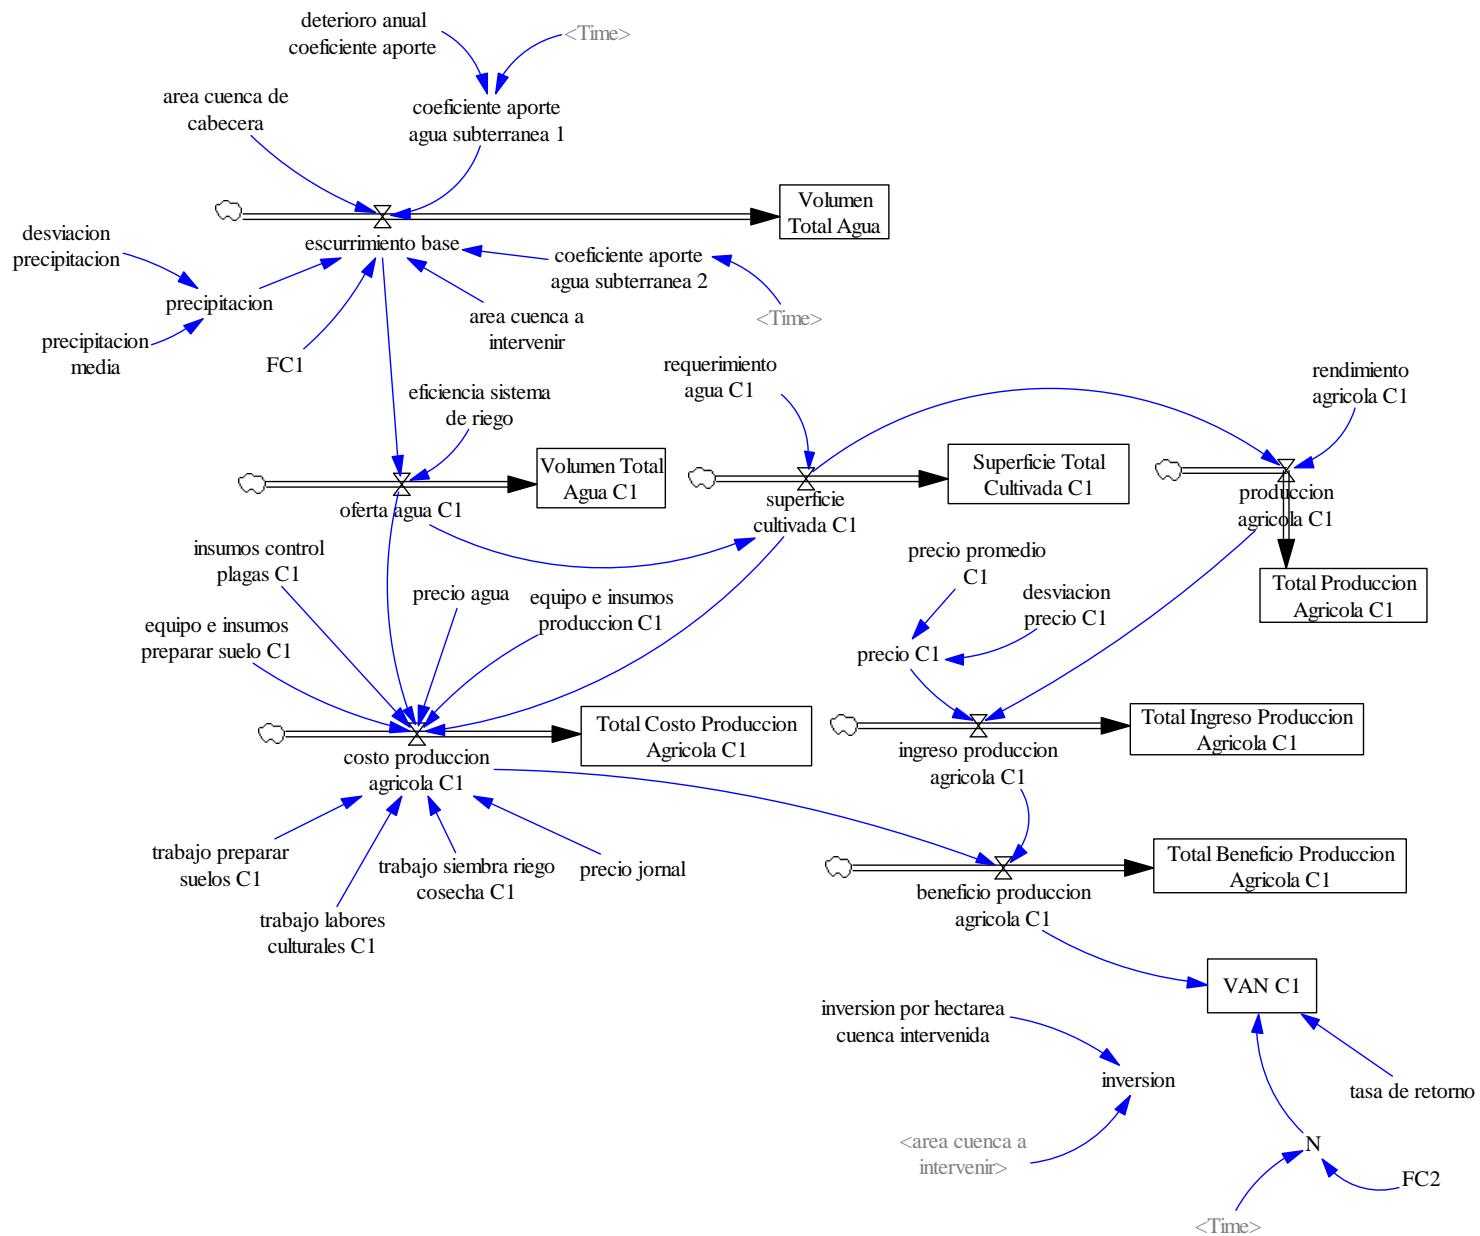 deterioro anual
coeficiente aporte
<Time>
area cuenca de
cabecera
coeficiente aporte
agua subterranea 1
Volumen
Total Agua
desviacion
precipitacion
escurrimiento base
coeficiente aporte
agua subterranea 2
precipitacion
<Time>
precipitacion
media
area cuenca a
intervenir
FC1
requerimiento
agua C1
rendimiento
agricola C1
eficiencia sistema
de riego
Volumen Total
Agua C1
Superficie Total
Cultivada C1
oferta agua C1
superficie
cultivada C1
produccion
agricola C1
insumos control
plagas C1
precio promedio
C1
Total Produccion
Agricola C1
precio agua
equipo e insumos
produccion C1
desviacion
precio C1
equipo e insumos
preparar suelo C1
precio C1
Total Costo Produccion
Agricola C1
Total Ingreso Produccion
Agricola C1
costo produccion
agricola C1
ingreso produccion
agricola C1
trabajo preparar
suelos C1
trabajo siembra riego
cosecha C1
precio jornal
Total Beneficio Produccion
Agricola C1
trabajo labores
culturales C1
beneficio produccion
agricola C1
VAN C1
inversion por hectarea
cuenca intervenida
inversion
tasa de retorno
<area cuenca a
intervenir>
N
FC2
<Time>